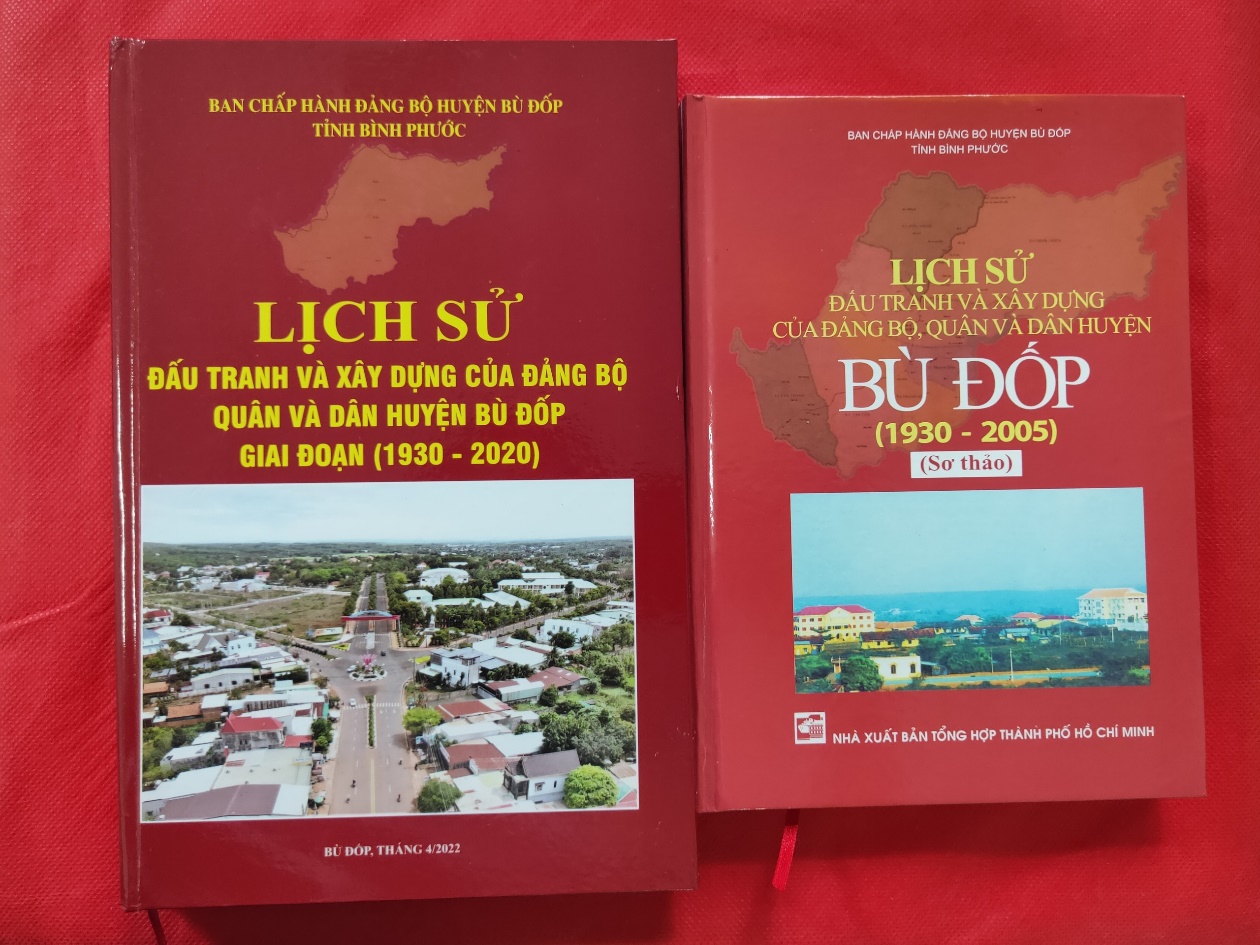 BAN CHẤP HÀNH ĐẢNG BỘ HUYỆN BÙ ĐỐP
TỈNH BÌNH PHƯỚC
LỊCH SỬ
ĐẤU TRANH VÀ XÂY DỰNG CỦA ĐẢNG BỘ
QUÂN VÀ DÂN HUYỆN BÙ ĐỐP
GIAI ĐOẠN (1930 - 2020)
BÙ ĐỐP, THÁNG 4/2022
BAN CHẤP HÀNH ĐẢNG BỘ HUYỆN BÙ ĐỐP
TỈNH BÌNH PHƯỚC
LỊCH SỬ
ĐẤU TRANH VÀ XÂY DỰNG
CỦA ĐẢNG BỘ, QUÂN VÀ DÂN HUYỆN
BÙ ĐỐP
(1930 - 2005)
(Sơ thảo)
NHÀ XUẤT BẢN TỔNG HỢP THÀNH PHỐ HỒ CHÍ MINH